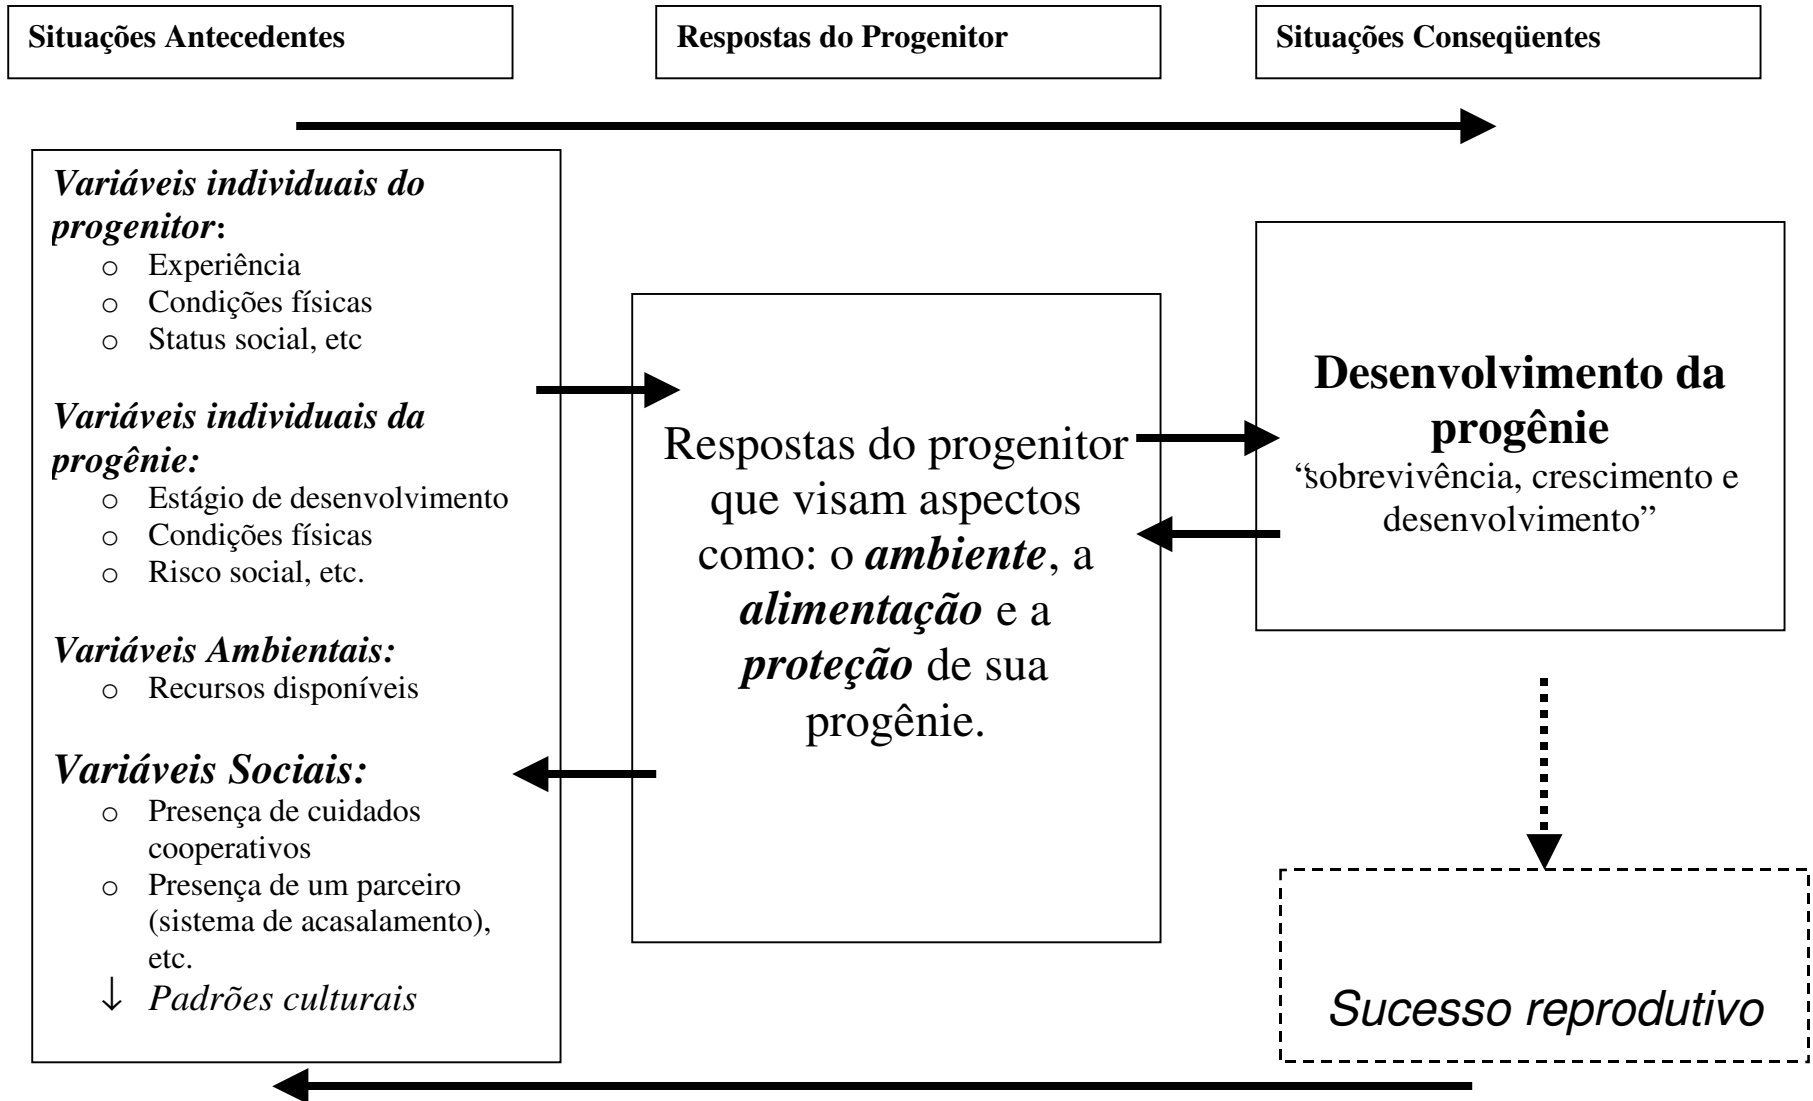 Situações Antecedentes
Respostas do Progenitor
Situações Conseqüentes
Variáveis individuais do
progenitor:
o Experiência
o Condições físicas
o Status social, etc
Variáveis individuais da
progênie:
o Estágio de desenvolvimento
o Condições físicas
o Risco social, etc.
Variáveis Ambientais:
o Recursos disponíveis
Variáveis Sociais:
o Presença de cuidados
cooperativos
o Presença de um parceiro
(sistema de acasalamento),
etc.
↓ Padrões culturais
Respostas do progenitor
que visam aspectos
como: o ambiente, a
alimentação e a
proteção de sua
progênie.
Desenvolvimento da
progênie
“sobrevivência, crescimento e
desenvolvimento”
Sucesso reprodutivo